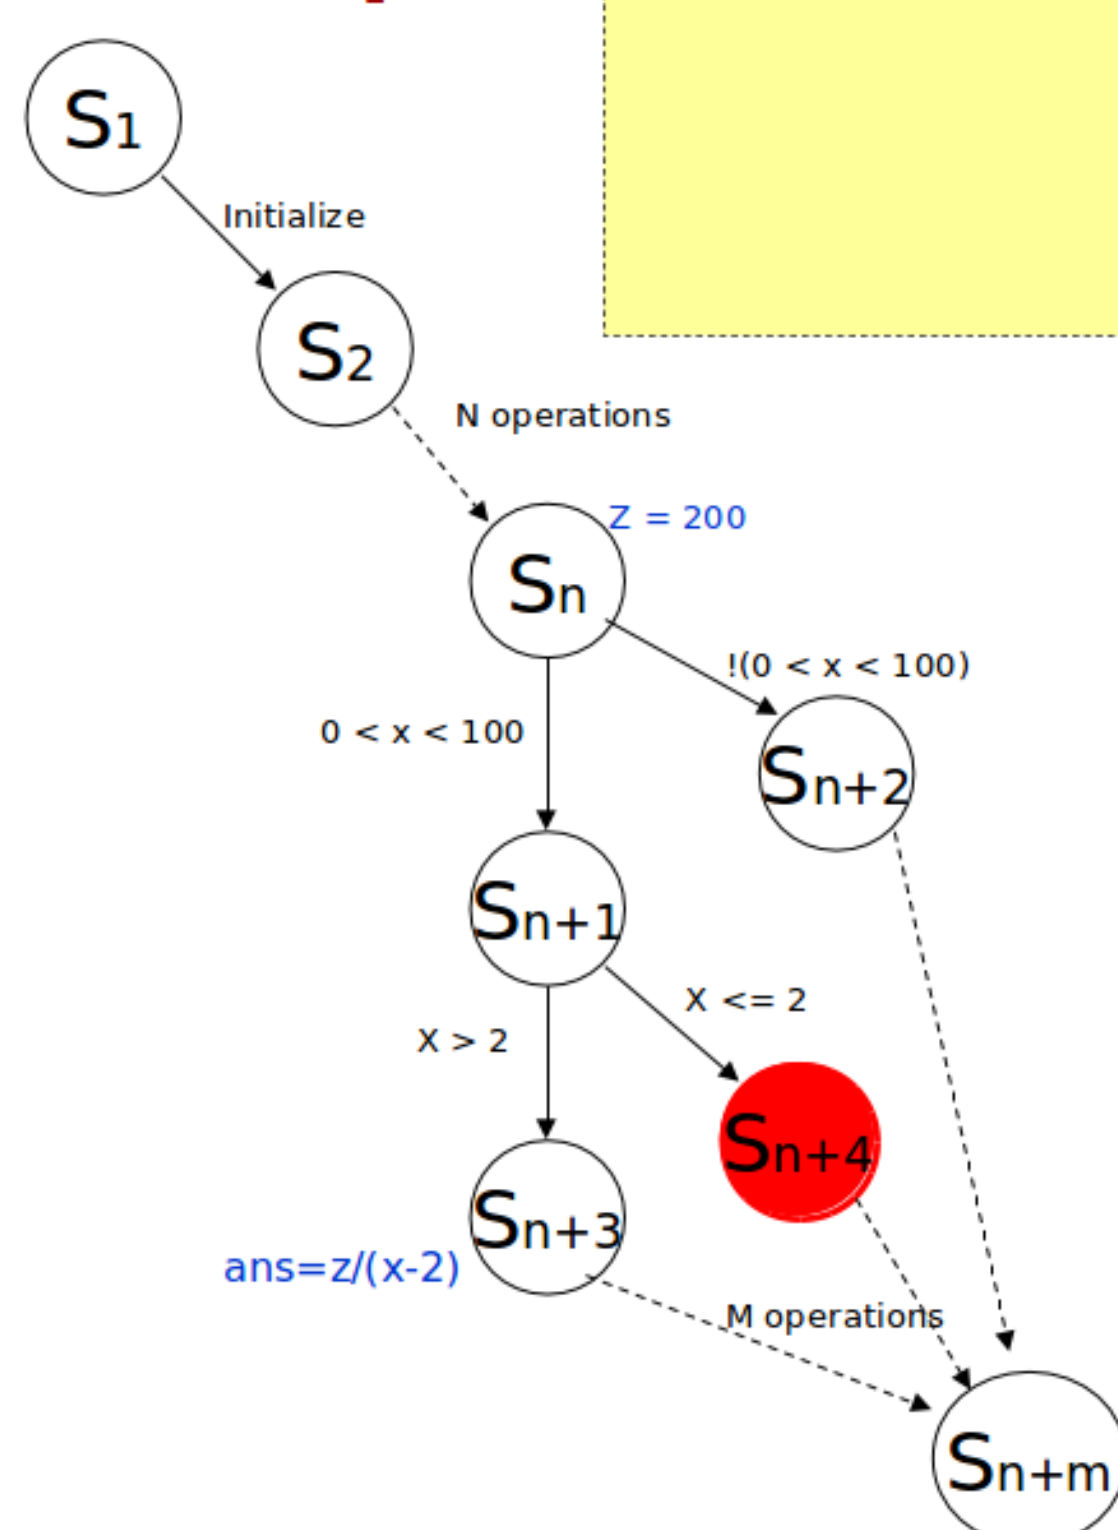 S1
Initialize
S2
N operations
Z = 200
Sn
!(0 < x < 100)
0 < x < 100
Sn+2
Sn+1
X <= 2
X > 2
Sn+4
Sn+3
ans=z/(x-2)
M operations
Sn+m